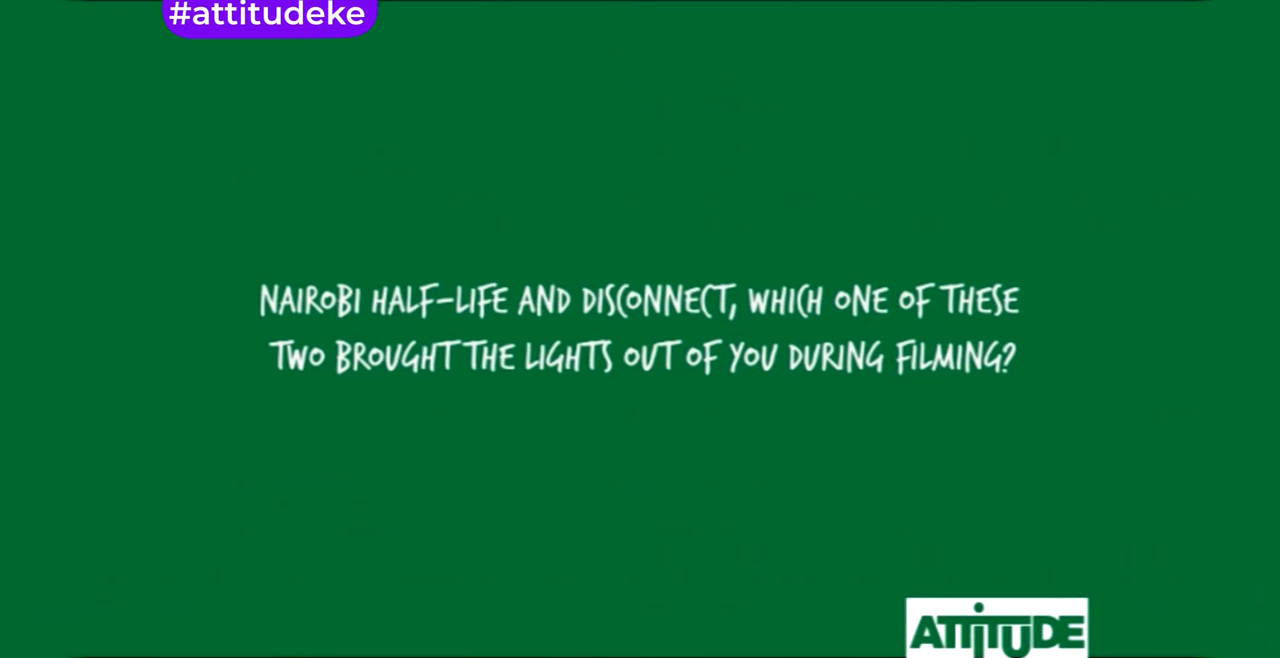 #attitudeke
NAIROBI HALF-LIFE AND DISCONNECT, WHICH ONE OF THESE
TWO BROUGHT THE LIGHTS OUT OF YOU DURING FILMING?
ATTiTUDE